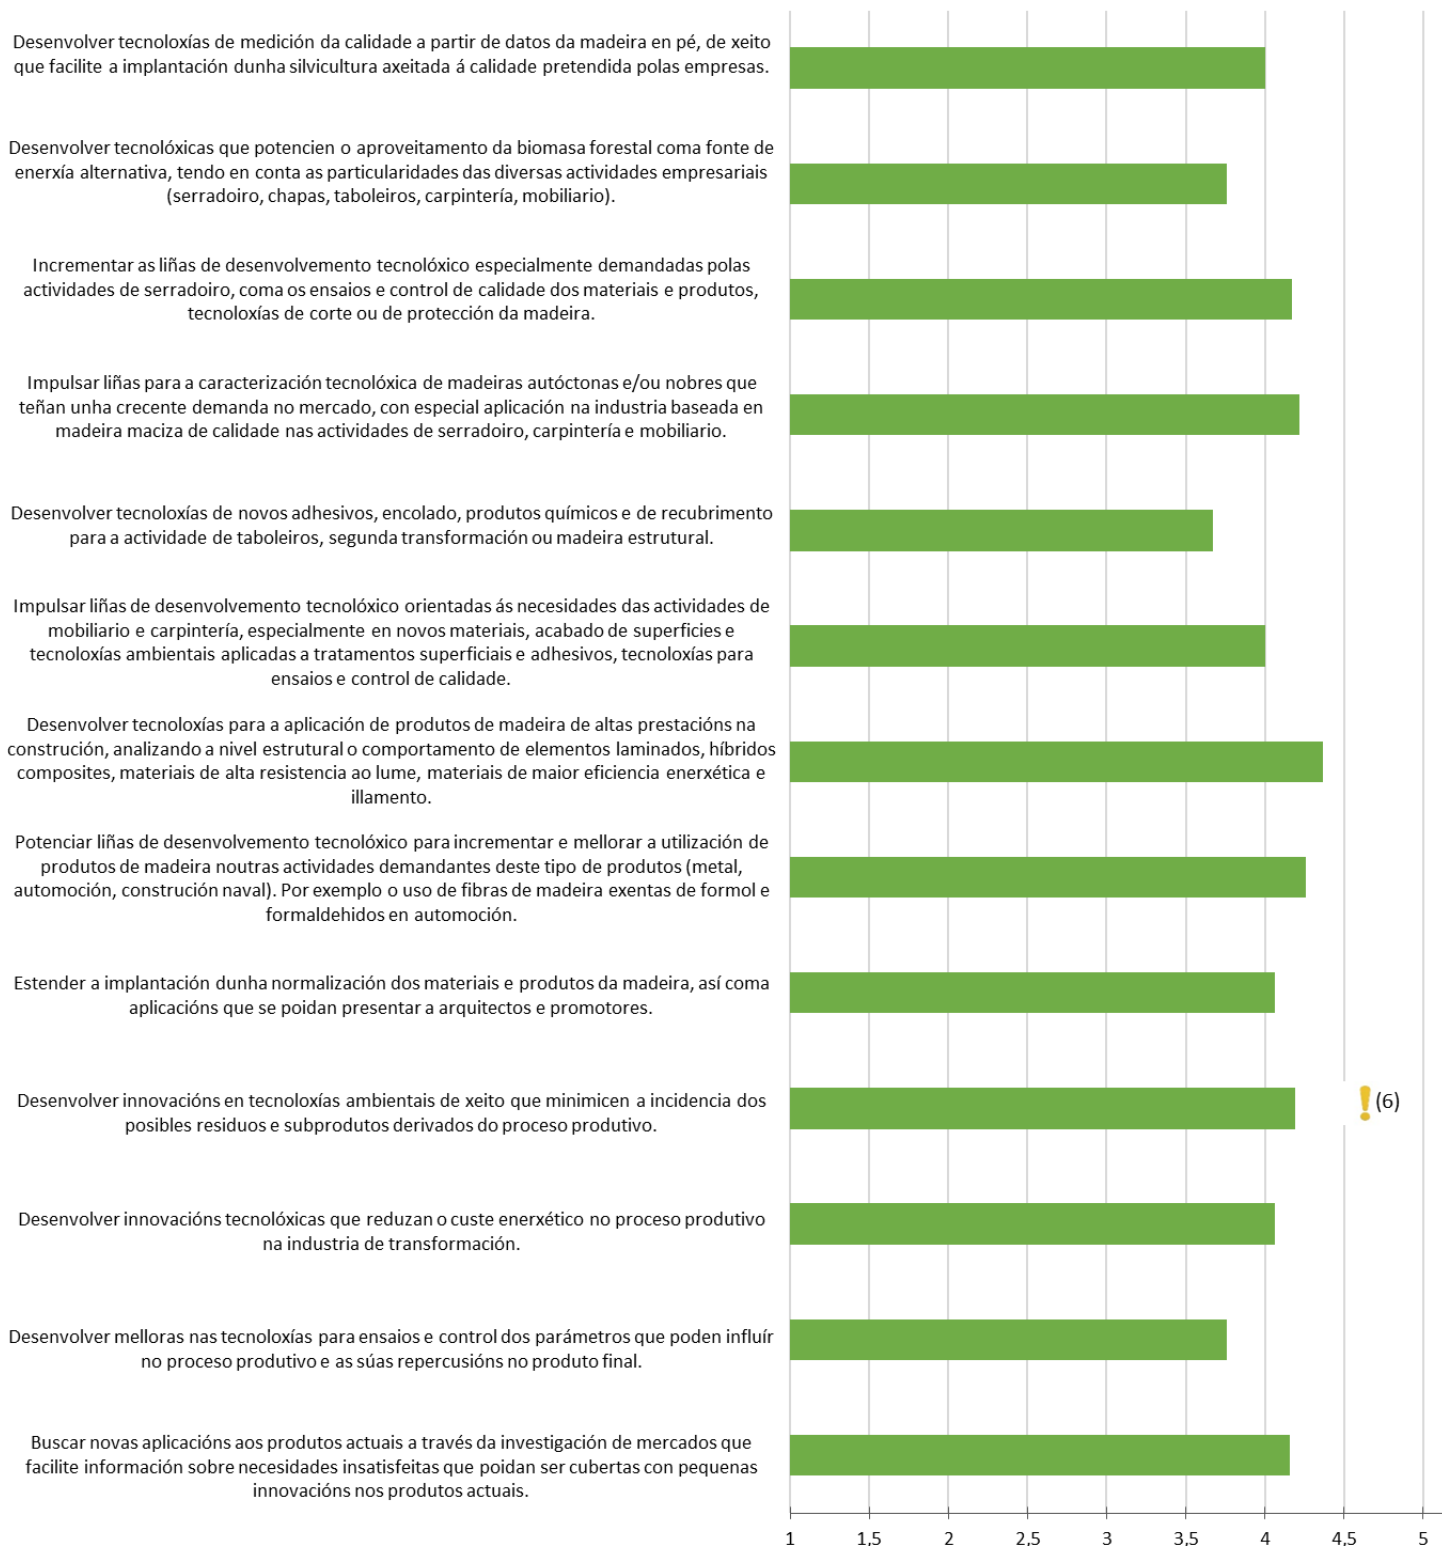 Desenvolver tecnoloxías de medición da calidade a partir de datos da madeira en pé, de xeito
que facilite a implantación dunha silvicultura axeitada á calidade pretendida polas empresas.
Desenvolver tecnolóxicas que potencien o aproveitamento da biomasa forestal coma fonte de
enerxía alternativa, tendo en conta as particularidades das diversas actividades empresariais
(serradoiro, chapas, taboleiros, carpintería, mobiliario).
Incrementar as liñas de desenvolvemento tecnolóxico especialmente demandadas polas
actividades de serradoiro, coma os ensaios e control de calidade dos materiais e produtos,
tecnoloxías de corte ou de protección da madeira.
Impulsar liñas para a caracterización tecnolóxica de madeiras autóctonas e/ou nobres que
teñan unha crecente demanda no mercado, con especial aplicación na industria baseada en
madeira maciza de calidade nas actividades de serradoiro, carpintería e mobiliario.
Desenvolver tecnoloxías de novos adhesivos, encolado, produtos químicos e de recubrimento
para a actividade de taboleiros, segunda transformación ou madeira estrutural.
Impulsar liñas de desenvolvemento tecnolóxico orientadas ás necesidades das actividades de
mobiliario e carpintería, especialmente en novos materiais, acabado de superficies e
tecnoloxías ambientais aplicadas a tratamentos superficiais e adhesivos, tecnoloxías para
ensaios e control de calidade.
Desenvolver tecnoloxías para a aplicación de produtos de madeira de altas prestacións na
construción, analizando a nivel estrutural o comportamento de elementos laminados, híbridos
composites, materiais de alta resistencia ao lume, materiais de maior eficiencia enerxética e
illamento.
Potenciar liñas de desenvolvemento tecnolóxico para incrementar e mellorar a utilización de
produtos de madeira noutras actividades demandantes deste tipo de produtos (metal,
automoción, construción naval). Por exemplo o uso de fibras de madeira exentas de formol e
formaldehidos en automoción.
Estender a implantación dunha normalización dos materiais e produtos da madeira, así coma
aplicacións que se poidan presentar a arquitectos e promotores.
Desenvolver innovacións en tecnoloxías ambientais de xeito que minimicen a incidencia dos
posibles residuos e subprodutos derivados do proceso produtivo.
(6)
Desenvolver innovacións tecnolóxicas que reduzan o custe enerxético no proceso produtivo
na industria de transformación.
Desenvolver melloras nas tecnoloxías para ensaios e control dos parámetros que poden influír
no proceso produtivo e as súas repercusións no produto final.
Buscar novas aplicacións aos produtos actuais a través da investigación de mercados que
facilite información sobre necesidades insatisfeitas que poidan ser cubertas con pequenas
innovacións nos produtos actuais.
1 1,5 2 2,5 3 3,5 4 4,5 5